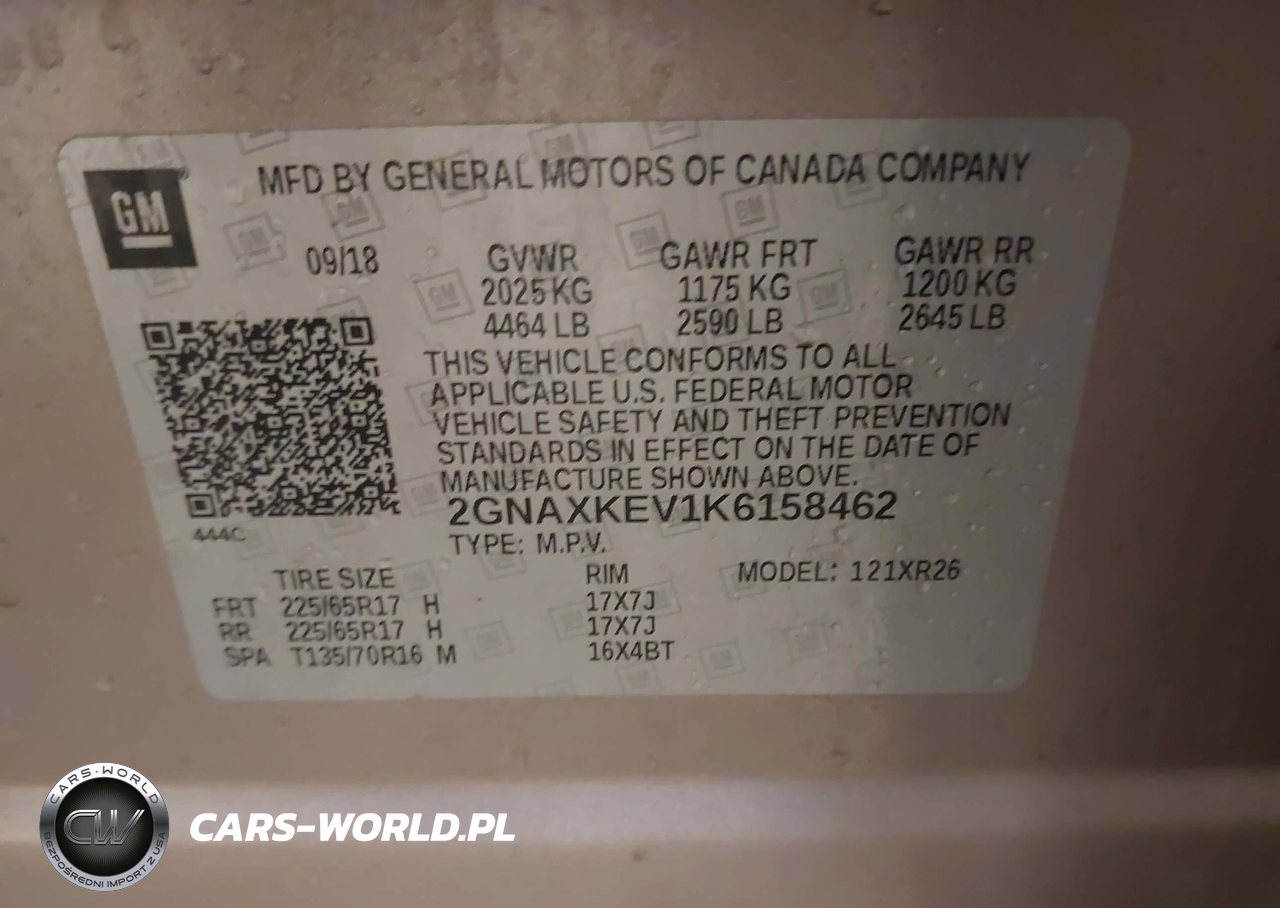 GM
MFD BY GENERAL MOTORS OF CANADA COMPANY
09/18 GVWR GAWR FRT GAWR RR
2025 KG 1175 KG 1200 KG
4464 LB 2590 LB 2645 LB
THIS VEHICLE CONFORMS TO ALL
APPLICABLE U.S. FEDERAL MOTOR
VEHICLE SAFETY AND THEFT PREVENTION
STANDARDS IN EFFECT ON THE DATE OF
MANUFACTURE SHOWN ABOVE.
2GNAXKEV1K6158462
444C
TYPE: M.P.V.
TIRE SIZE RIM MODEL: 121XR26
FRT 225/65R17 H 17X7J
RR 225/65R17 H 17X7J
SPA T135/70R16 M 16X4BT
CARS-WORLD
CW
BEZPOŚREDNI IMPORT Z USA
CARS-WORLD.PL